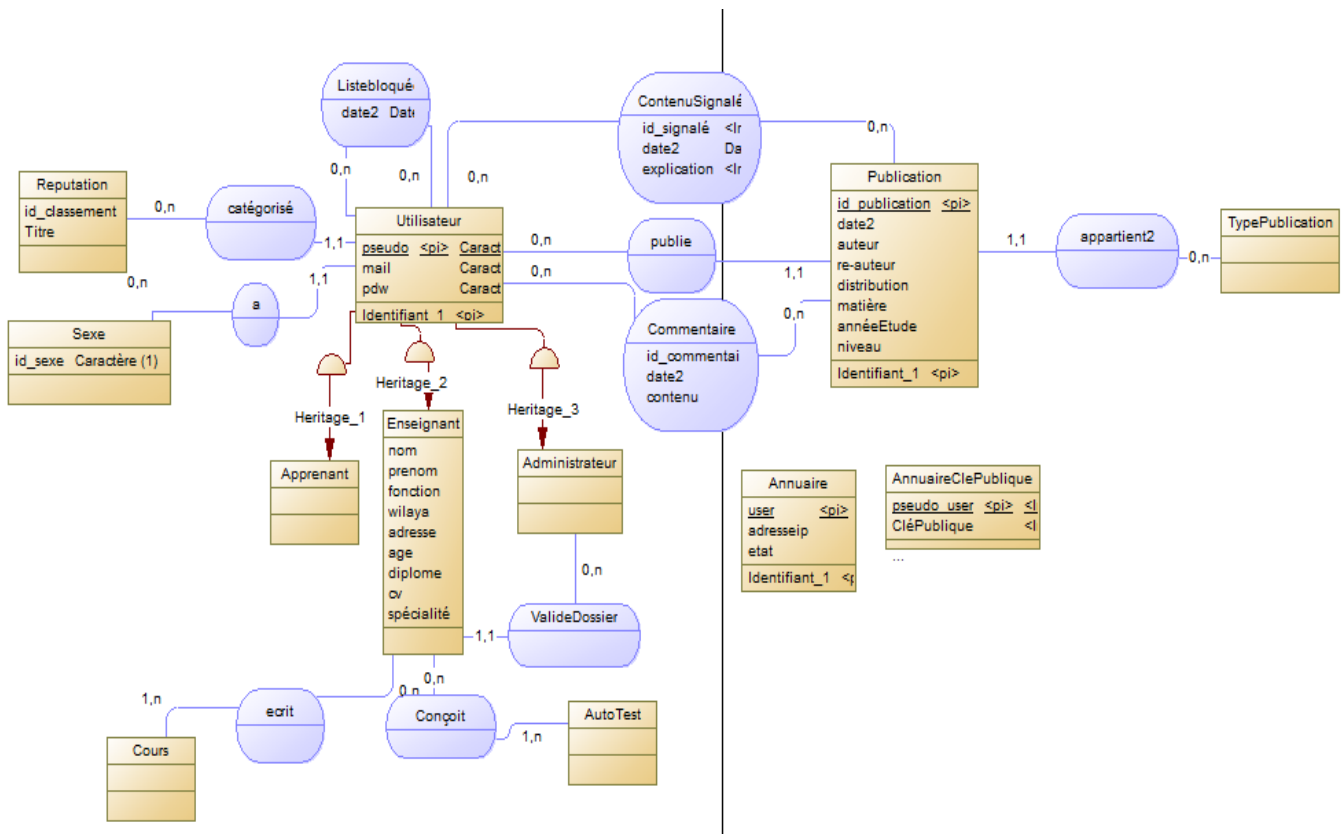 Listebloqué
date2 Date
0,n
0,n
ContenuSignalé
id_signalé <Ir
date2 Da
explication <Ir
0,n
0,n
Reputation
id_classement
Titre
0,n
catégorisé
1,1
Utilisateur
pseudo <pi> Caract
mail Caract
pdw Caract
Identifiant_1 <pi>
0,n
publie
1,1
0,n
Publication
id_publication <pi>
date2
auteur
re-auteur
distribution
matière
annéeEtude
niveau
Identifiant_1 <pi>
1,1
appartient2
0,n
TypePublication
0,n
a
1,1
Sexe
id_sexe Caractère (1)
Commentaire
id_commentai
date2
contenu
0,n
Heritage_1
Heritage_2
Heritage_3
Apprenant
Enseignant
nom
prenom
fonction
wilaya
adresse
age
diplome
cv
spécialité
Administrateur
0,n
ValideDossier
1,1
Annuaire
user <pi>
adresseip
etat
Identifiant_1 <p
AnnuaireClePublique
pseudo_user <pi> <I
CléPublique <I
...
0,n
0,n
1,n
ecrit
Conçoit
1,n
AutoTest
Cours